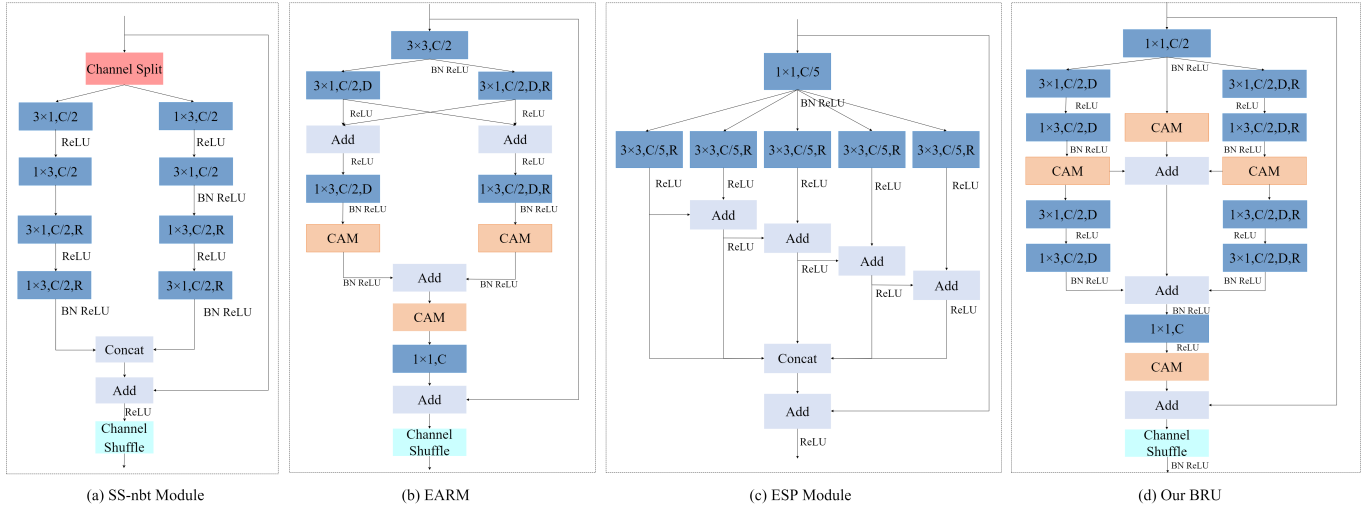 Channel Split
3×1,C/2
1×3,C/2
ReLU
ReLU
1×3,C/2
3×1,C/2
BN ReLU
3×1,C/2,R
1×3,C/2,R
ReLU
ReLU
1×3,C/2,R
3×1,C/2,R
BN ReLU
BN ReLU
Concat
Add
ReLU
Channel
Shuffle
(a) SS-nbt Module
3×3,C/2
BN ReLU
3×1,C/2,D
3×1,C/2,D,R
ReLU
ReLU
Add
Add
ReLU
ReLU
1×3,C/2,D
1×3,C/2,D,R
BN ReLU
BN ReLU
CAM
CAM
BN ReLU
Add
BN ReLU
CAM
1×1,C
Add
Channel
Shuffle
(b) EARM
1×1,C/5
BN ReLU
3×3,C/5,R
3×3,C/5,R
3×3,C/5,R
3×3,C/5,R
3×3,C/5,R
ReLU
ReLU
ReLU
ReLU
ReLU
Add
ReLU
Add
ReLU
Add
ReLU
Add
ReLU
Concat
Add
ReLU
(c) ESP Module
1×1,C/2
BN ReLU
3×1,C/2,D
3×1,C/2,D,R
ReLU
ReLU
1×3,C/2,D
CAM
1×3,C/2,D,R
BN ReLU
BN ReLU
CAM
Add
CAM
3×1,C/2,D
1×3,C/2,D,R
ReLU
ReLU
1×3,C/2,D
3×1,C/2,D,R
BN ReLU
BN ReLU
Add
BN ReLU
1×1,C
ReLU
CAM
Add
Channel
Shuffle
BN ReLU
(d) Our BRU